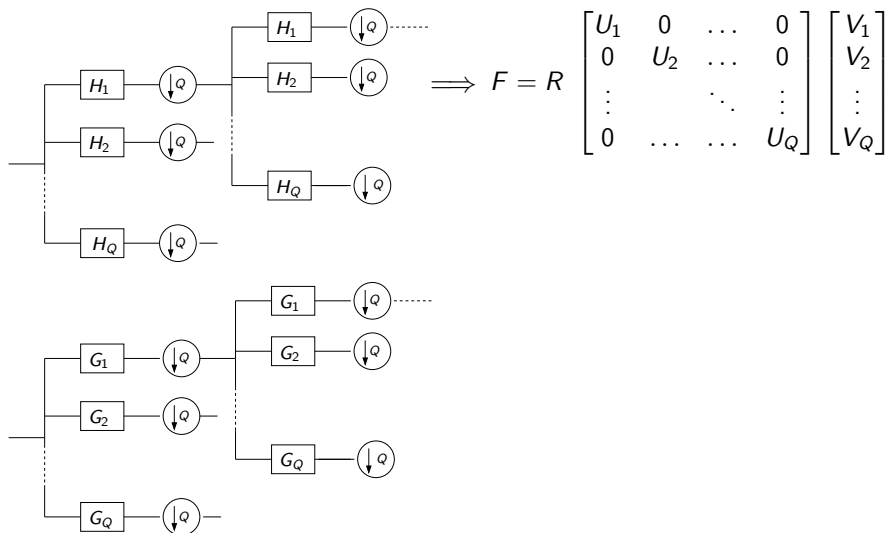 H₁ ↓Q
H₁ ↓Q H₂ ↓Q
H₂ ↓Q
H_Q ↓Q
H_Q ↓Q
⟹ F = R [U₁ 0 … 0] [V₁]
[0 U₂ … 0] [V₂]
[⋮ ⋱ ⋮] [⋮]
[0 … … U_Q] [V_Q]
G₁ ↓Q
G₁ ↓Q G₂ ↓Q
G₂ ↓Q
G_Q ↓Q
G_Q ↓Q